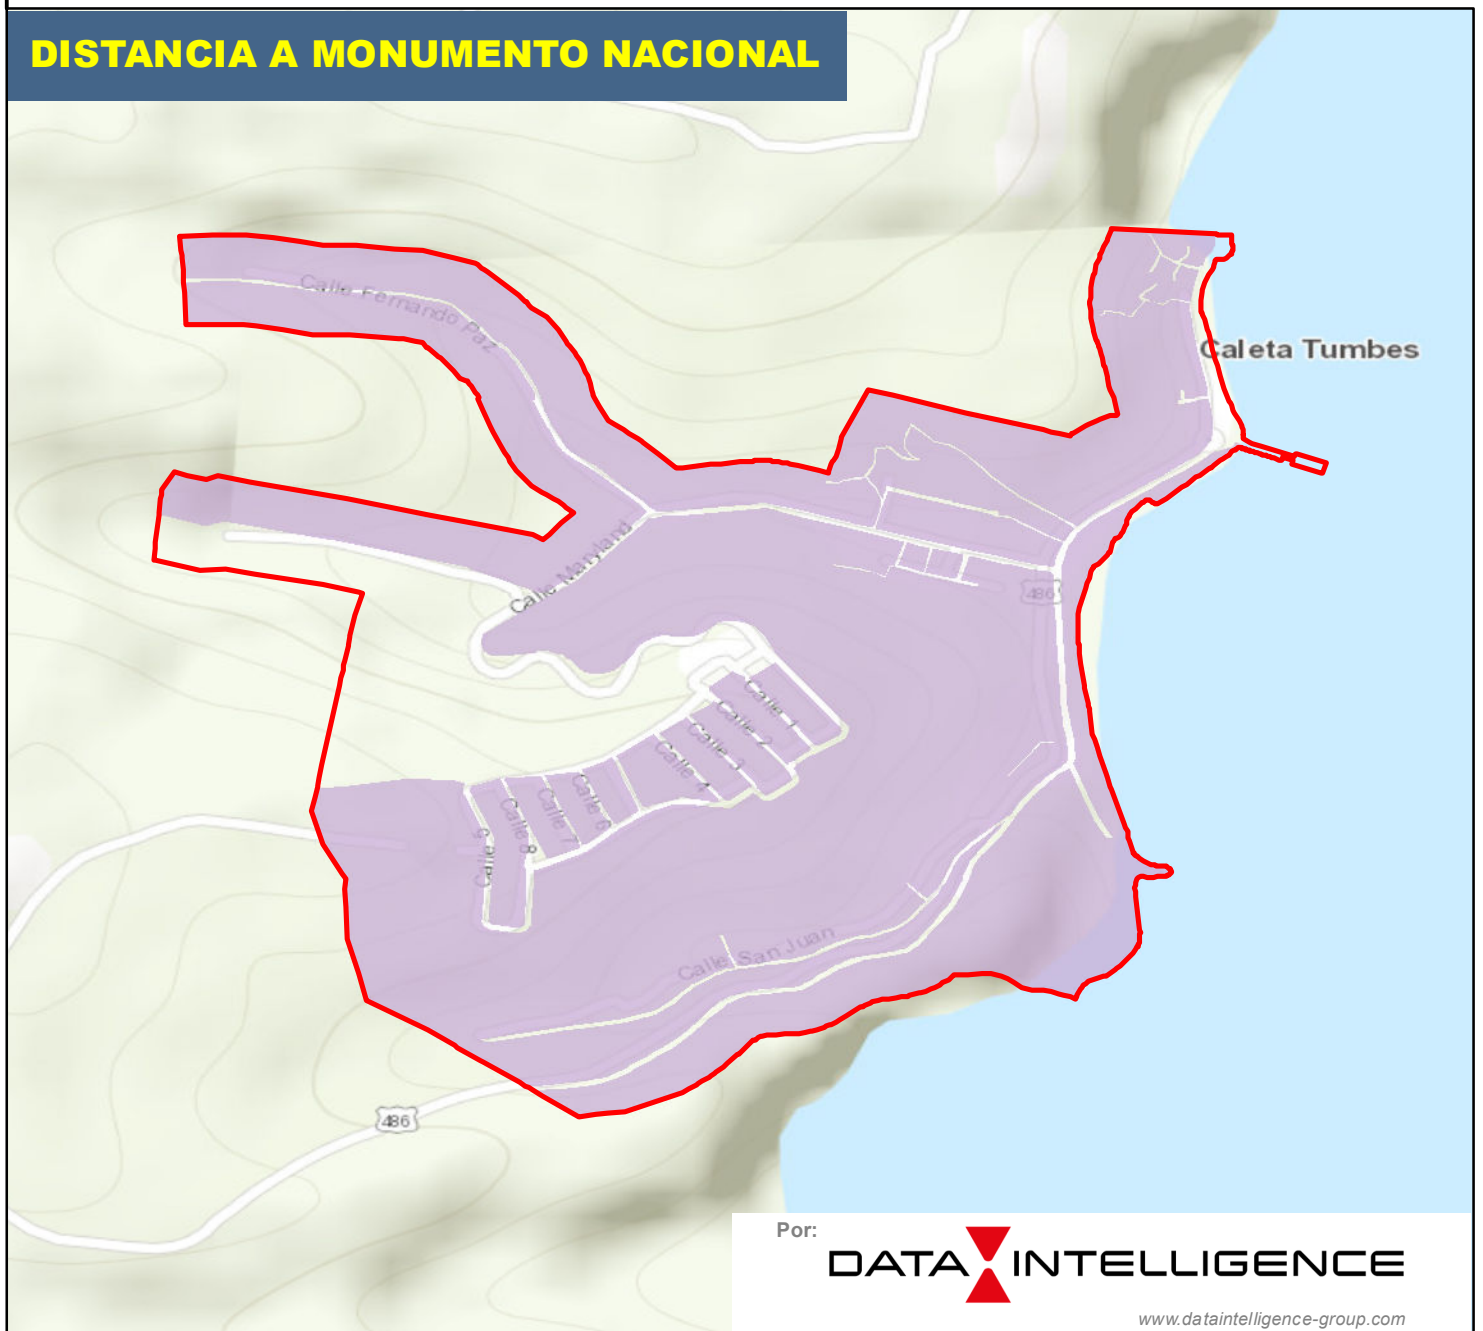 DISTANCIA A MONUMENTO NACIONAL
Calle Fernando Paz
Caleta Tumbes
Calle Maryland
486
Calle 1
Calle 2
Calle 3
Calle 4
Calle 6
Calle 7
Calle 8
Calle 9
Calle San Juan
486
Por:
DATA INTELLIGENCE
www.dataintelligence-group.com